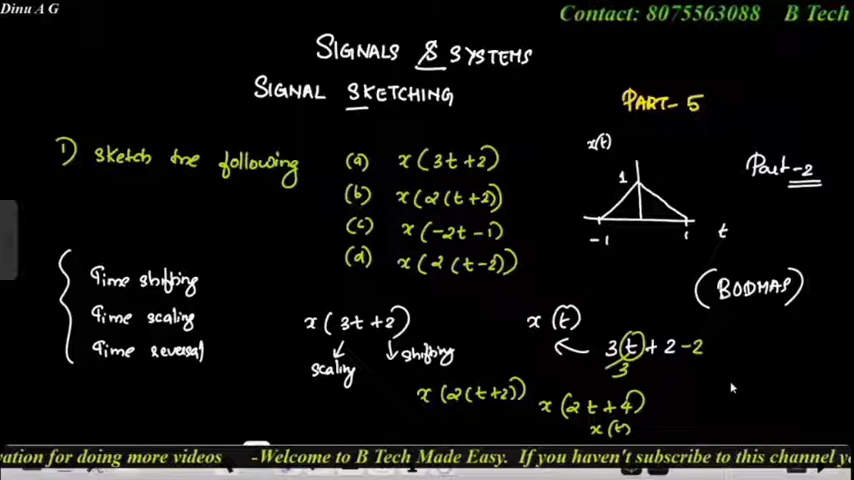 Dinu A G
Contact: 8075563088 B Tech
SIGNALS & SYSTEMS
SIGNAL SKETCHING
PART-5
1) Sketch the following
(a) x(3t+2)
(b) x(2(t+2))
(c) x(-2t-1)
(d) x(2(t-2))
x(t)
1
-1
1
t
Part-2
Time shifting
Time scaling
Time reversal
(BODMAS)
x(3t+2)
scaling
shifting
x(t)
3(t)+2-2
3
x(2(t+2))
x(2t+4)
x(t)
vation for doing more videos -Welcome to B Tech Made Easy. If you haven't subscribe to this channel y